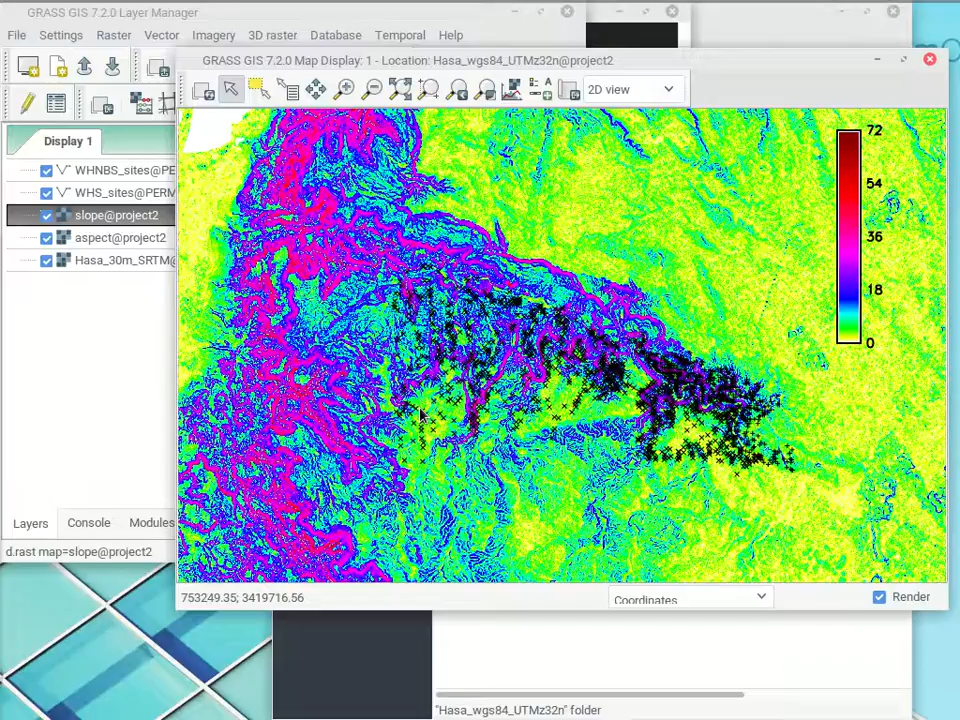 GRASS GIS 7.2.0 Layer Manager
File Settings Raster Vector Imagery 3D raster Database Temporal Help
GRASS GIS 7.2.0 Map Display: 1 - Location: Hasa_wgs84_UTMz32n@project2
2D view
Display 1
WHNBS_sites@PE
WHS_sites@PERM
slope@project2
aspect@project2
Hasa_30m_SRTM@
72
54
36
18
0
Layers Console Modules
d.rast map=slope@project2
753249.35; 3419716.56
Coordinates
Render
"Hasa_wgs84_UTMz32n" folder